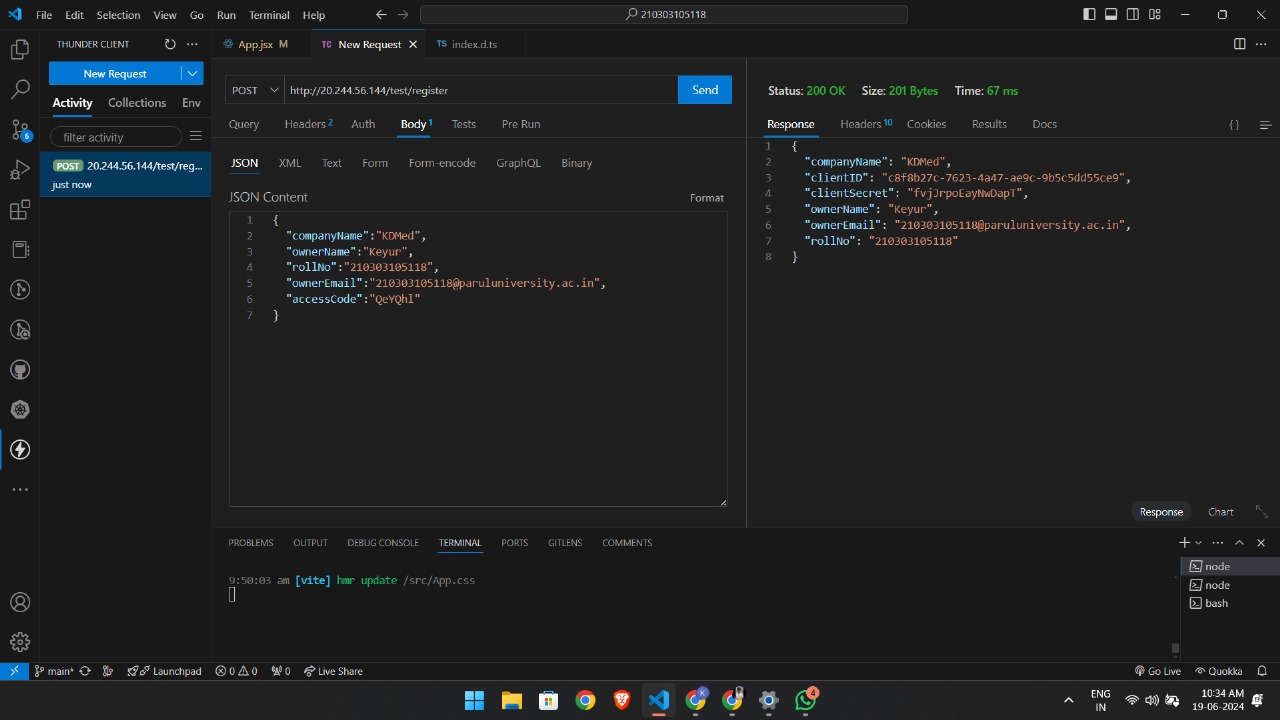 File Edit Selection View Go Run Terminal Help
210303105118
THUNDER CLIENT
New Request
Activity Collections Env
filter activity
POST 20.244.56.144/test/reg...
just now
6
App.jsx M
TC New Request
TS index.d.ts
POST http://20.244.56.144/test/register Send
Query Headers 2 Auth Body 1 Tests Pre Run
JSON XML Text Form Form-encode GraphQL Binary
JSON Content Format
1 {
2 "companyName":"KDMed",
3 "ownerName":"Keyur",
4 "rollNo":"210303105118",
5 "ownerEmail":"210303105118@paruluniversity.ac.in",
6 "accessCode":"QeYQhl"
7 }
Status: 200 OK Size: 201 Bytes Time: 67 ms
Response Headers 10 Cookies Results Docs { }
1 {
2 "companyName": "KDMed",
3 "clientID": "c8f8b27c-7623-4a47-ae9c-9b5c5dd55ce9",
4 "clientSecret": "fvjJrpoEayNwDapT",
5 "ownerName": "Keyur",
6 "ownerEmail": "210303105118@paruluniversity.ac.in",
7 "rollNo": "210303105118"
8 }
Response Chart
PROBLEMS OUTPUT DEBUG CONSOLE TERMINAL PORTS GITLENS COMMENTS
9:50:03 am [vite] hmr update /src/App.css
node
node
bash
main* Launchpad 0 0 0 Live Share Go Live Quokka
K
4
ENG
IN
10:34 AM
19-06-2024